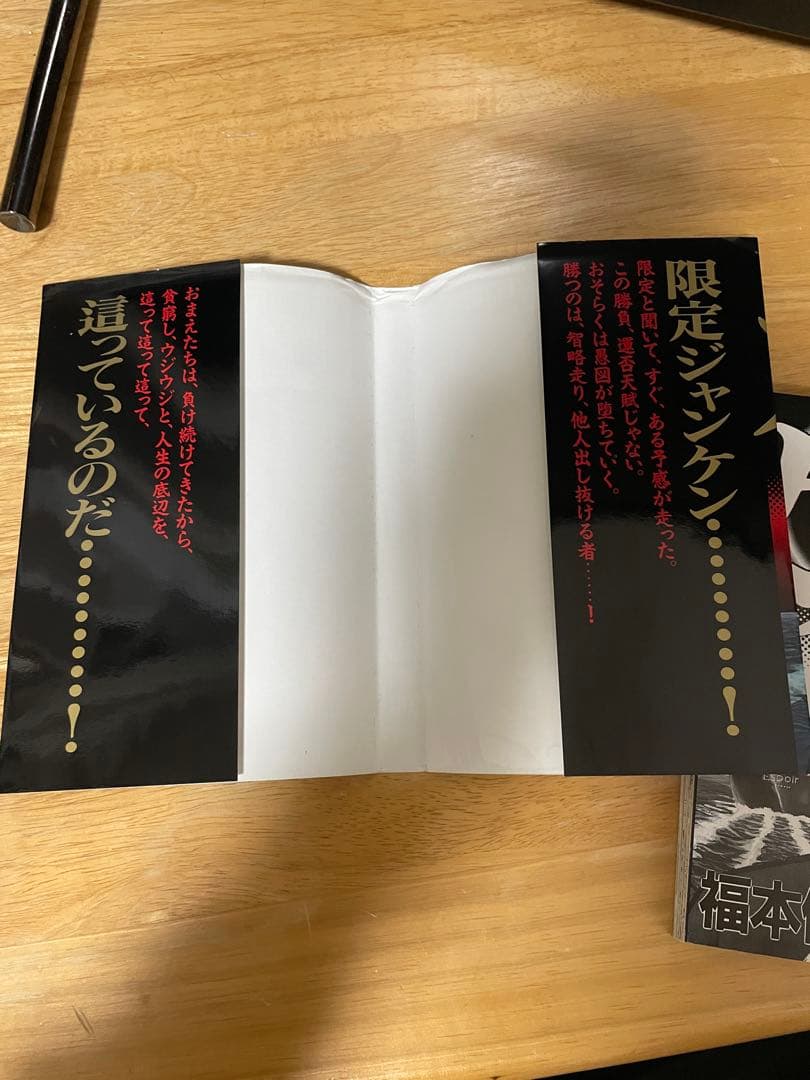 限定ジャンケン…………！
限定と聞いて、すぐ、ある予感が走った。
この勝負、運否天賦じゃない。
おそらくは愚図が堕ちていく。
勝つのは、智略走り、他人出し抜ける者……！
おまえたちは、負け続けてきたから、
貧窮し、ウジウジと、人生の底辺を、
這って這って這って、
這っているのだ…………！
Espoir
福本